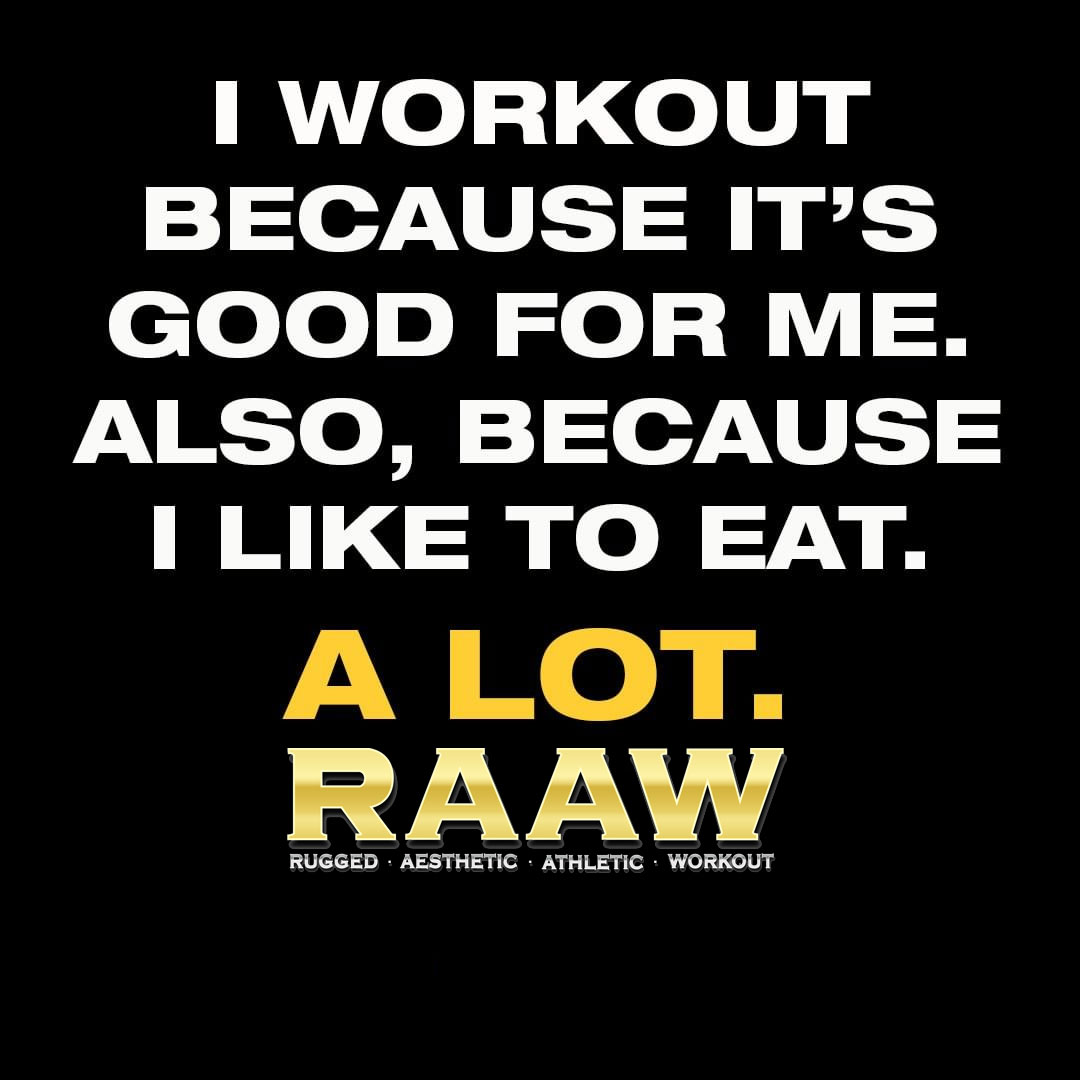 I WORKOUT
BECAUSE IT’S
GOOD FOR ME.
ALSO, BECAUSE
I LIKE TO EAT.
A LOT.
RAAW
RUGGED · AESTHETIC · ATHLETIC · WORKOUT